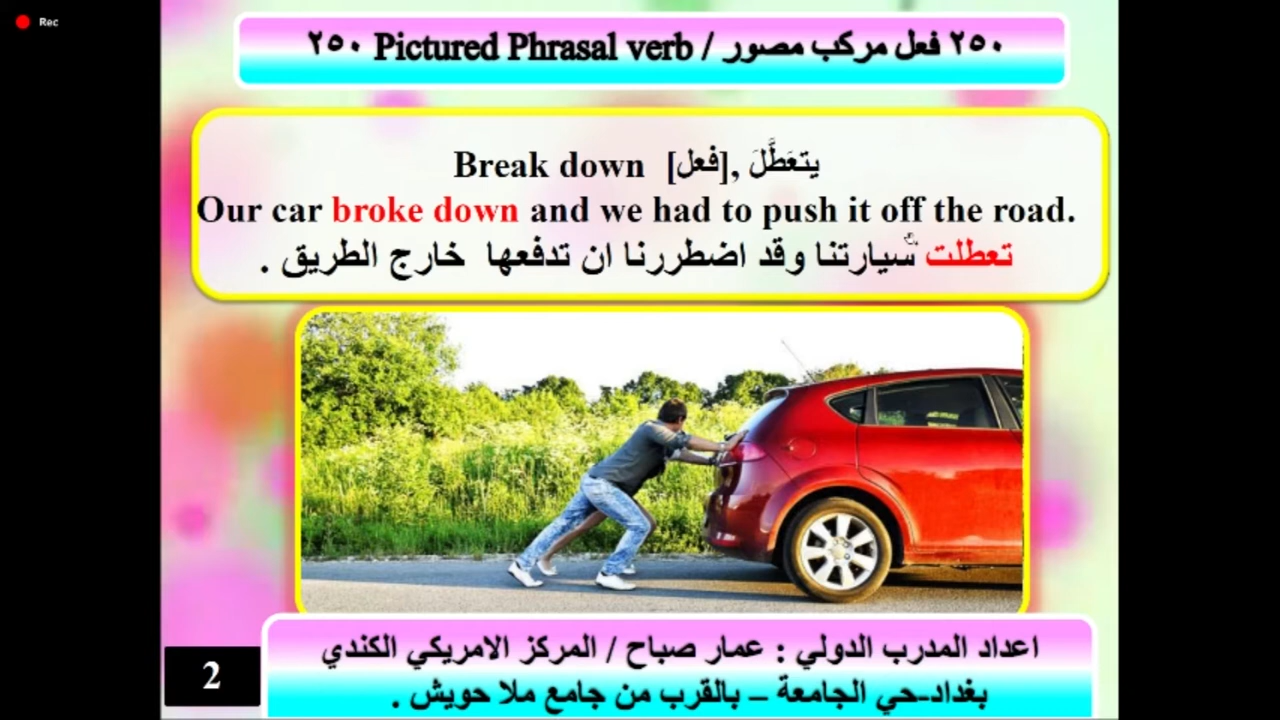 Rec
٢٥٠ فعل مركب مصور / Pictured Phrasal verb ٢٥٠
Break down [فعل], يتعَطَّلَ
Our car broke down and we had to push it off the road.
تعطلت سيارتنا وقد اضطررنا ان تدفعها خارج الطريق .
اعداد المدرب الدولي : عمار صباح / المركز الامريكي الكندي
بغداد-حي الجامعة – بالقرب من جامع ملا حويش .
2